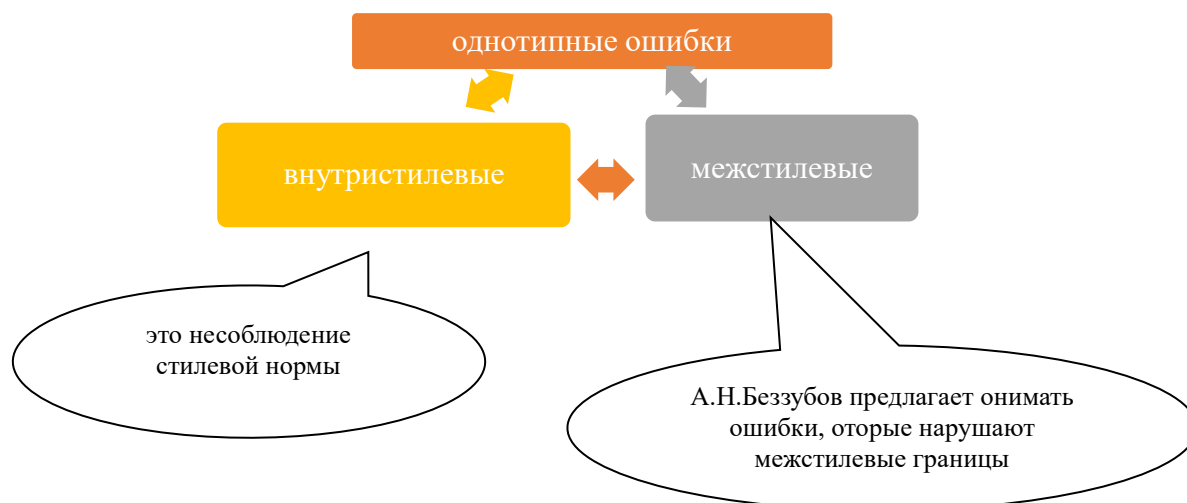 однотипные ошибки
внутристилевые
межстилевые
это несоблюдение
стилевой нормы
А.Н.Беззубов предлагает онимать
ошибки, оторые нарушают
межстилевые границы